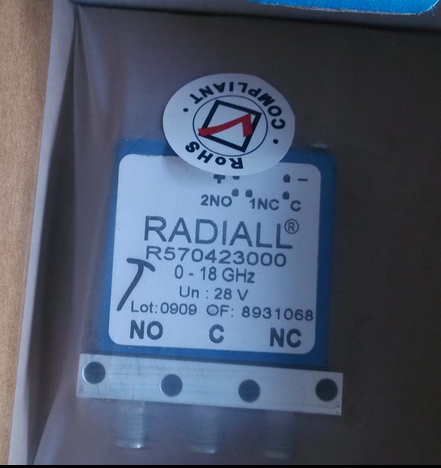 RoHS · COMPLIANT ·
+ -
2NO 1NC C
RADIALL®
R570423000
0 - 18 GHz
Un : 28 V
Lot: 0909 OF: 8931068
NO C NC